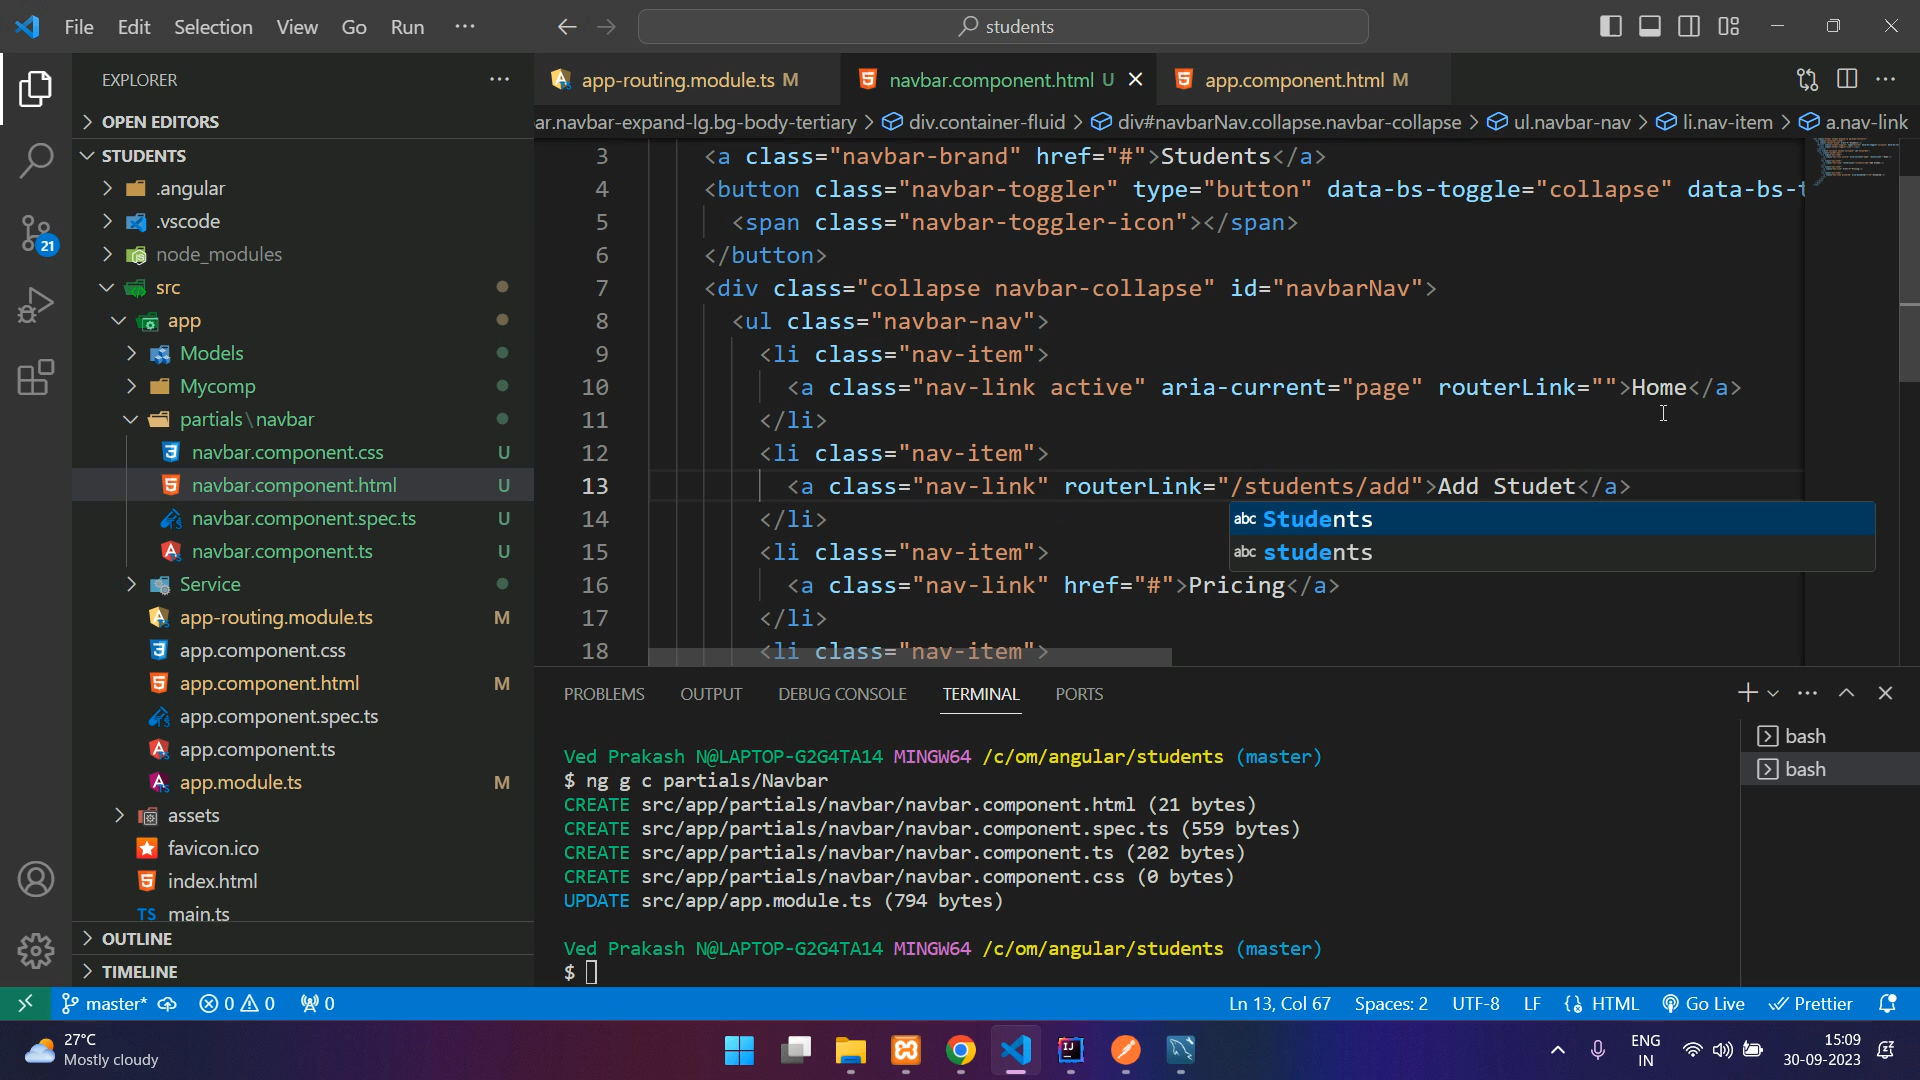 File Edit Selection View Go Run ··· students
EXPLORER
OPEN EDITORS
STUDENTS
.angular
.vscode
node_modules
src
app
Models
Mycomp
partials\navbar
navbar.component.css U
navbar.component.html U
navbar.component.spec.ts U
navbar.component.ts U
Service
app-routing.module.ts M
app.component.css
app.component.html M
app.component.spec.ts
app.component.ts
app.module.ts M
assets
favicon.ico
index.html
TS main.ts
OUTLINE
TIMELINE
21
app-routing.module.ts M navbar.component.html U app.component.html M
ar.navbar-expand-lg.bg-body-tertiary > div.container-fluid > div#navbarNav.collapse.navbar-collapse > ul.navbar-nav > li.nav-item > a.nav-link
3 <a class="navbar-brand" href="#">Students</a>
4 <button class="navbar-toggler" type="button" data-bs-toggle="collapse" data-bs-t
5 <span class="navbar-toggler-icon"></span>
6 </button>
7 <div class="collapse navbar-collapse" id="navbarNav">
8 <ul class="navbar-nav">
9 <li class="nav-item">
10 <a class="nav-link active" aria-current="page" routerLink="">Home</a>
11 </li>
12 <li class="nav-item">
13 <a class="nav-link" routerLink="/students/add">Add Studet</a>
14 </li>
abc Students
15 <li class="nav-item">
abc students
16 <a class="nav-link" href="#">Pricing</a>
17 </li>
18 <li class="nav-item">
PROBLEMS OUTPUT DEBUG CONSOLE TERMINAL PORTS
bash
bash
Ved Prakash N@LAPTOP-G2G4TA14 MINGW64 /c/om/angular/students (master)
$ ng g c partials/Navbar
CREATE src/app/partials/navbar/navbar.component.html (21 bytes)
CREATE src/app/partials/navbar/navbar.component.spec.ts (559 bytes)
CREATE src/app/partials/navbar/navbar.component.ts (202 bytes)
CREATE src/app/partials/navbar/navbar.component.css (0 bytes)
UPDATE src/app/app.module.ts (794 bytes)
Ved Prakash N@LAPTOP-G2G4TA14 MINGW64 /c/om/angular/students (master)
$
master* 0 0 0 Ln 13, Col 67 Spaces: 2 UTF-8 LF {} HTML Go Live Prettier
27°C
Mostly cloudy
ENG
IN
15:09
30-09-2023